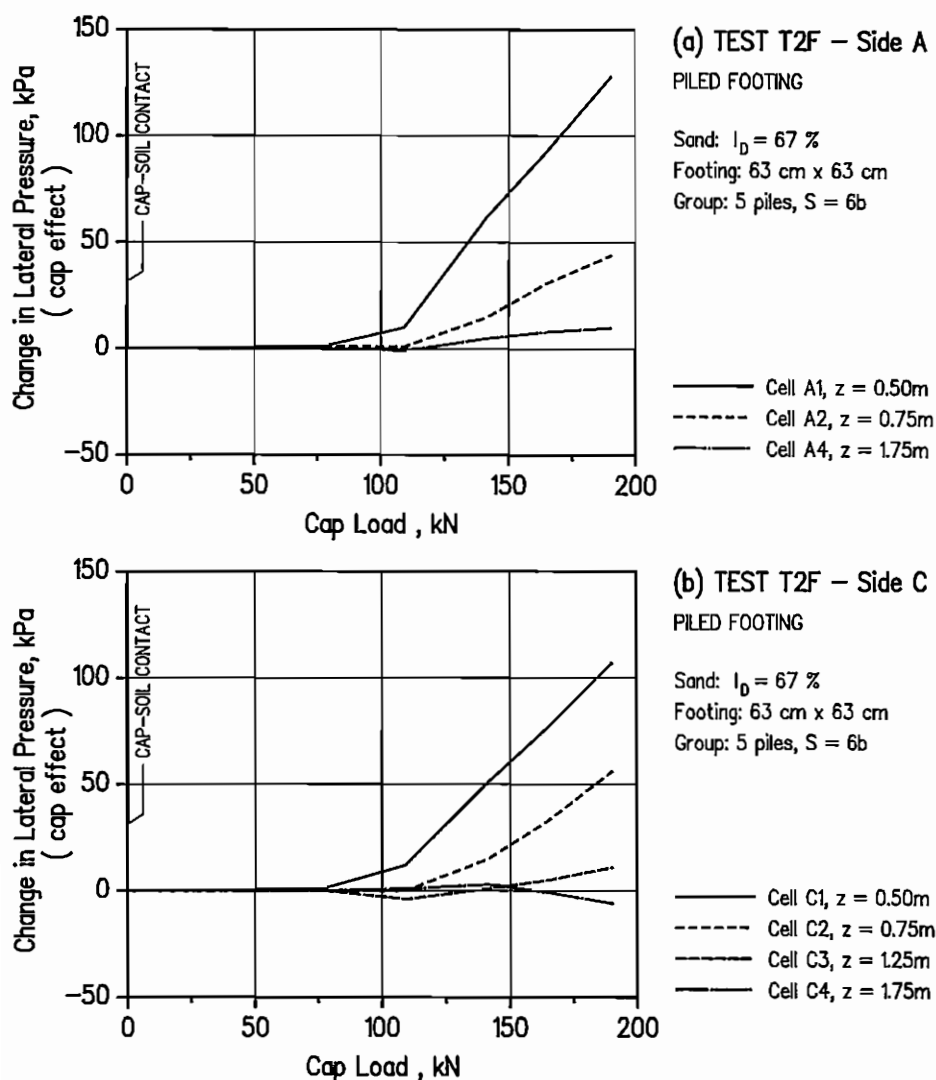 (a) TEST T2F – Side A
PILED FOOTING
Sand: I_D = 67 %
Footing: 63 cm x 63 cm
Group: 5 piles, S = 6b
Cell A1, z = 0.50m
Cell A2, z = 0.75m
Cell A4, z = 1.75m
Change in Lateral Pressure, kPa
( cap effect )
150
100
50
0
−50
CAP-SOIL CONTACT
0 50 100 150 200
Cap Load , kN
(b) TEST T2F – Side C
PILED FOOTING
Sand: I_D = 67 %
Footing: 63 cm x 63 cm
Group: 5 piles, S = 6b
Cell C1, z = 0.50m
Cell C2, z = 0.75m
Cell C3, z = 1.25m
Cell C4, z = 1.75m
Change in Lateral Pressure, kPa
( cap effect )
150
100
50
0
−50
CAP-SOIL CONTACT
0 50 100 150 200
Cap Load , kN